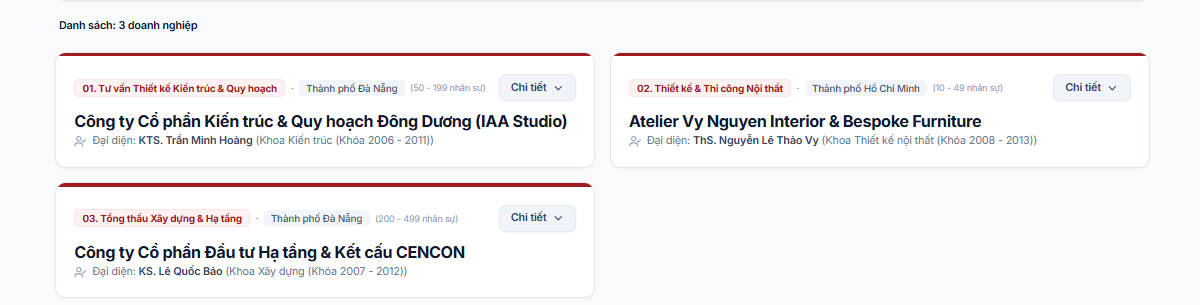 Danh sách: 3 doanh nghiệp
01. Tư vấn Thiết kế Kiến trúc & Quy hoạch · Thành phố Đà Nẵng (50 - 199 nhân sự) Chi tiết
Công ty Cổ phần Kiến trúc & Quy hoạch Đông Dương (IAA Studio)
Đại diện: KTS. Trần Minh Hoàng (Khoa Kiến trúc (Khóa 2006 - 2011))
02. Thiết kế & Thi công Nội thất · Thành phố Hồ Chí Minh (10 - 49 nhân sự) Chi tiết
Atelier Vy Nguyen Interior & Bespoke Furniture
Đại diện: ThS. Nguyễn Lê Thảo Vy (Khoa Thiết kế nội thất (Khóa 2008 - 2013))
03. Tổng thầu Xây dựng & Hạ tầng · Thành phố Đà Nẵng (200 - 499 nhân sự) Chi tiết
Công ty Cổ phần Đầu tư Hạ tầng & Kết cấu CENCON
Đại diện: KS. Lê Quốc Bảo (Khoa Xây dựng (Khóa 2007 - 2012))